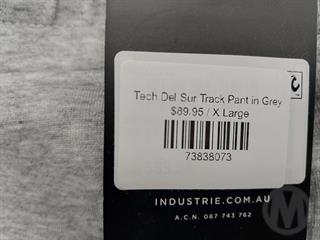 Tech Del Sur Track Pant in Grey
$89.95 / X Large
73838073
INDUSTRIE.COM.AU
A.C.N. 087 743 762